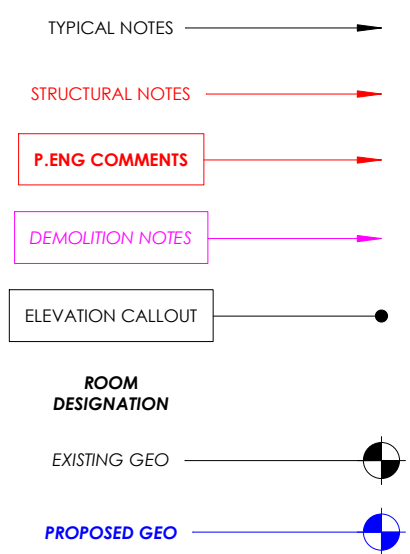 TYPICAL NOTES
STRUCTURAL NOTES
P.ENG COMMENTS
DEMOLITION NOTES
ELEVATION CALLOUT
ROOM
DESIGNATION
EXISTING GEO
PROPOSED GEO